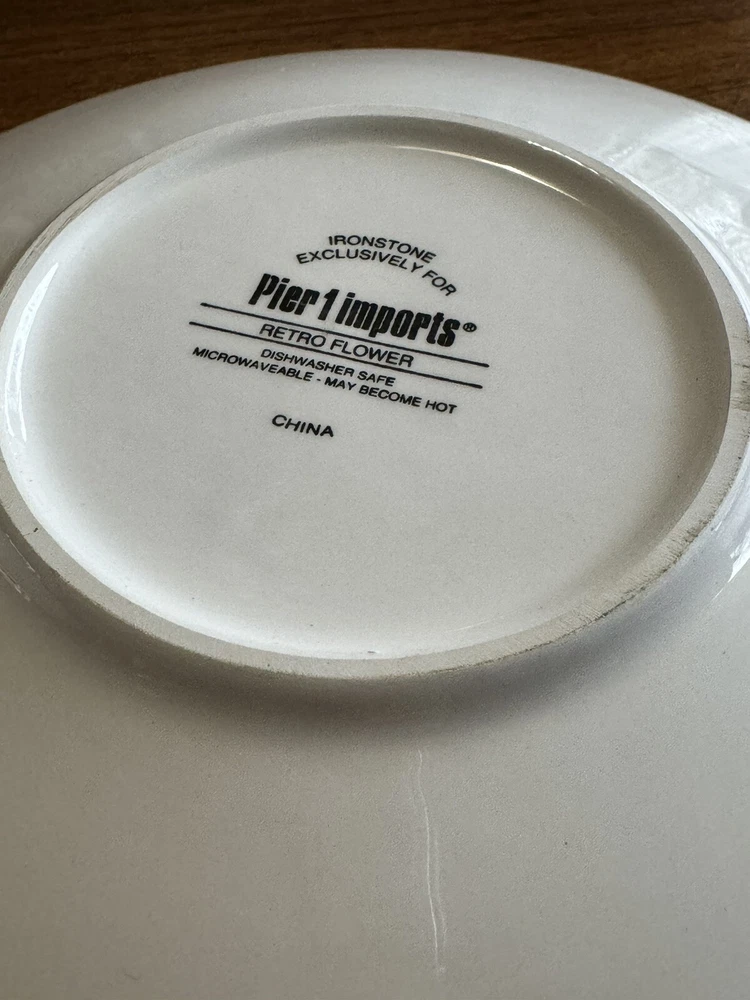 IRONSTONE
EXCLUSIVELY FOR
Pier 1 imports®
RETRO FLOWER
DISHWASHER SAFE
MICROWAVEABLE - MAY BECOME HOT
CHINA